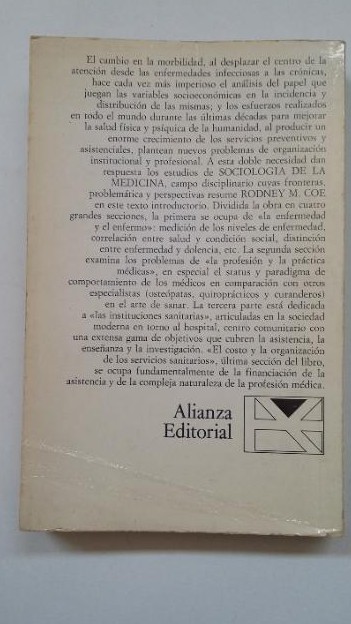 El cambio en la morbilidad, al desplazar el centro de la
atención desde las enfermedades infecciosas a las crónicas,
hace cada vez más imperioso el análisis del papel que
juegan las variables socioeconómicas en la incidencia y
distribución de las mismas; y los esfuerzos realizados
en todo el mundo durante las últimas décadas para mejorar
la salud física y psíquica de la humanidad, al producir un
enorme crecimiento de los servicios preventivos y
asistenciales, plantean nuevos problemas de organización
institucional y profesional. A esta doble necesidad dan
respuesta los estudios de SOCIOLOGIA DE LA
MEDICINA, campo disciplinario cuyas fronteras,
problemática y perspectivas resume RODNEY M. COE
en este texto introductorio. Dividida la obra en cuatro
grandes secciones, la primera se ocupa de «la enfermedad
y el enfermo»: medición de los niveles de enfermedad,
correlación entre salud y condición social, distinción
entre enfermedad y dolencia, etc. La segunda sección
examina los problemas de «la profesión y la práctica
médicas», en especial el status y paradigma de
comportamiento de los médicos en comparación con otros
especialistas (osteópatas, quiroprácticos y curanderos)
en el arte de sanar. La tercera parte está dedicada
a «las instituciones sanitarias», articuladas en la sociedad
moderna en torno al hospital, centro comunitario con
una extensa gama de objetivos que cubren la asistencia, la
enseñanza y la investigación. «El costo y la organización
de los servicios sanitarios», última sección del libro,
se ocupa fundamentalmente de la financiación de la
asistencia y de la compleja naturaleza de la profesión médica.
Alianza
Editorial